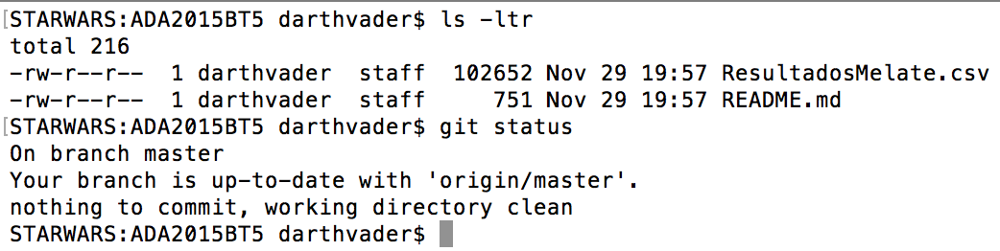 [STARWARS:ADA2015BT5 darthvader$ ls -ltr
total 216
-rw-r--r--  1 darthvader  staff  102652 Nov 29 19:57 ResultadosMelate.csv
-rw-r--r--  1 darthvader  staff     751 Nov 29 19:57 README.md
[STARWARS:ADA2015BT5 darthvader$ git status
On branch master
Your branch is up-to-date with 'origin/master'.
nothing to commit, working directory clean
STARWARS:ADA2015BT5 darthvader$